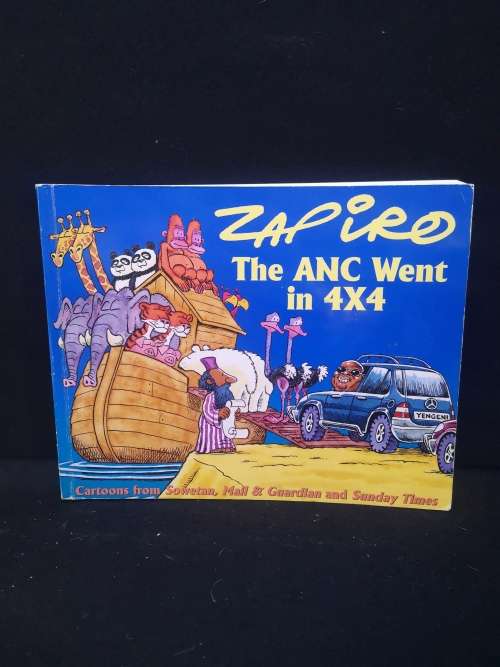 ZAPIRO
The ANC Went
in 4X4
YENGENI
Cartoons from Sowetan, Mail & Guardian and Sunday Times